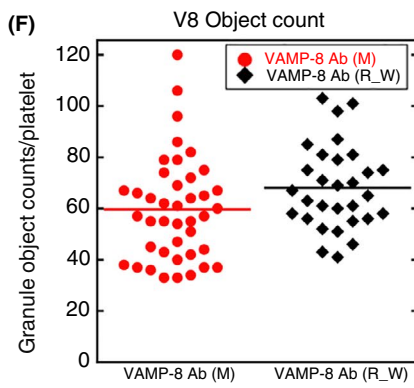 (F)
V8 Object count
VAMP-8 Ab (M)
VAMP-8 Ab (R_W)
Granule object counts/platelet
120
100
80
60
40
20
0
VAMP-8 Ab (M)
VAMP-8 Ab (R_W)